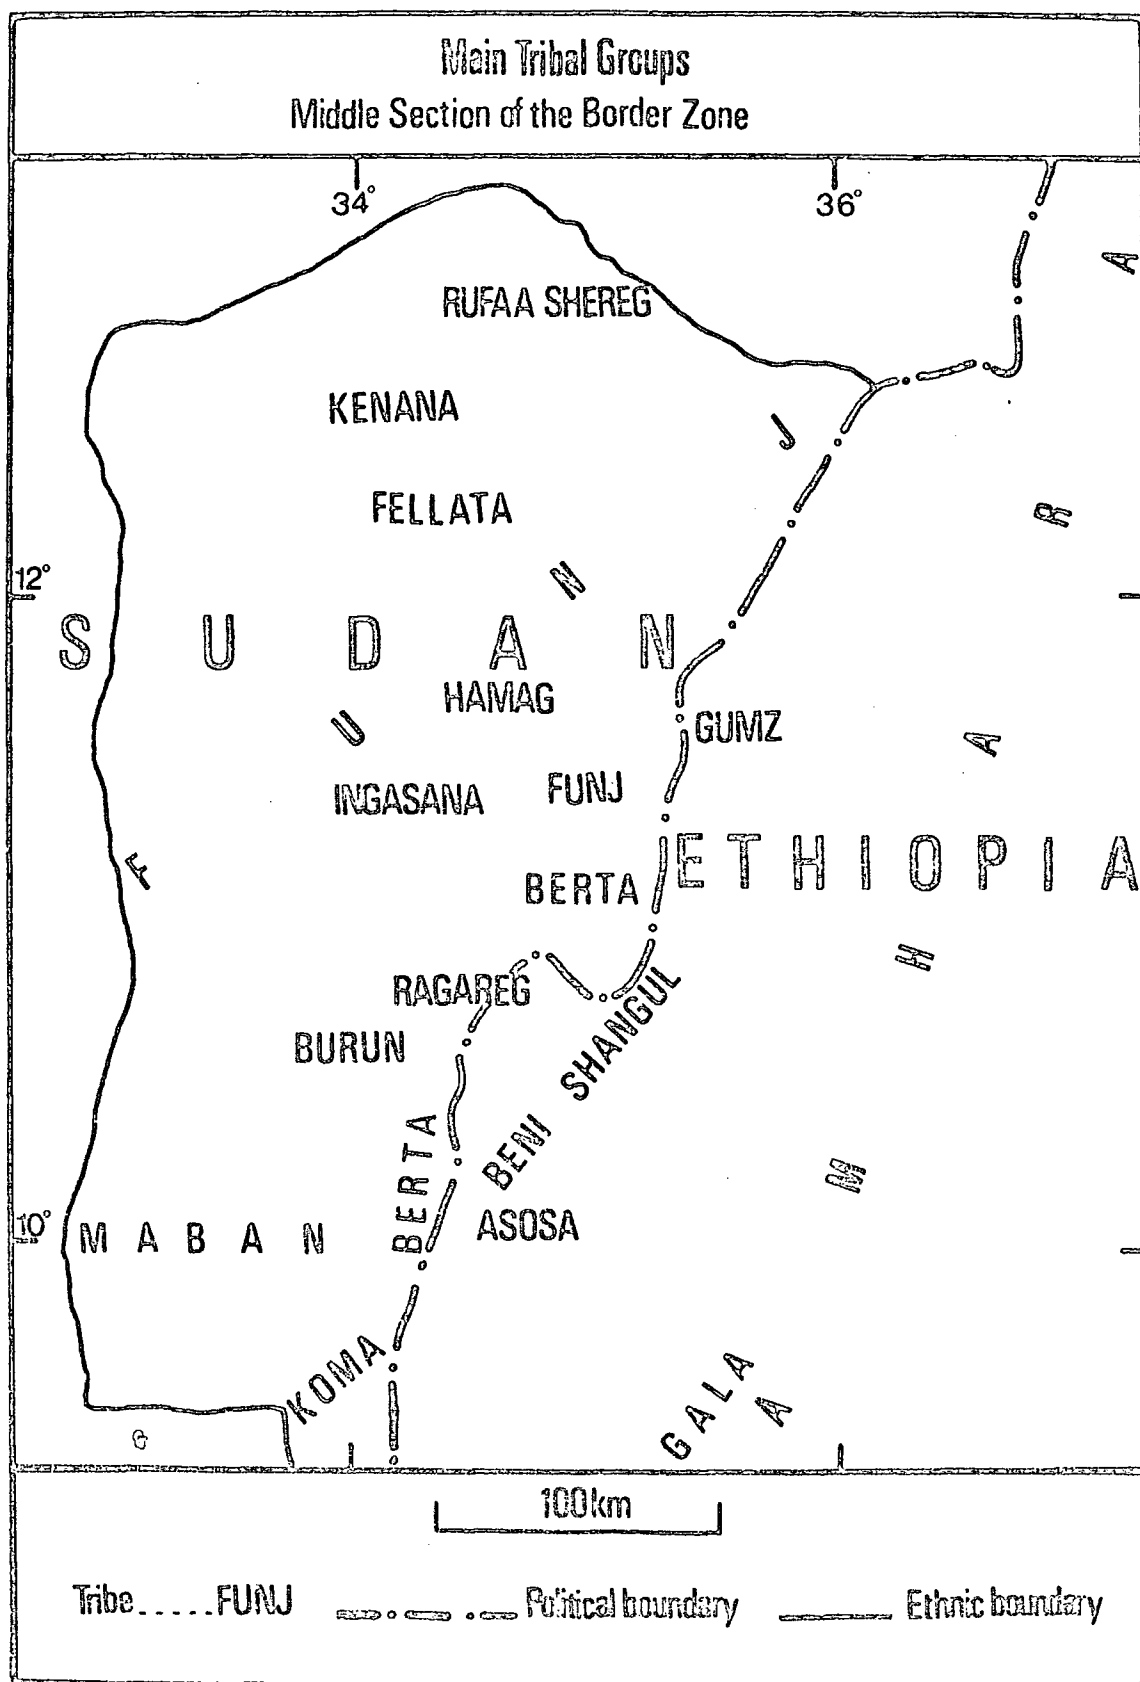 Main Tribal Groups
Middle Section of the Border Zone
34°
36°
RUFAA SHEREG
KENANA
FELLATA
12°
SUDAN
HAMAG
GUMZ
INGASANA
FUNJ
ETHIOPIA
BERTA
RAGAREG
BURUN
BENI SHANGUL
BERTA
ASOSA
10°
MABAN
KOMA
GALA
FUNJ
AMHARA
100km
Tribe.....FUNJ
Political boundary
Ethnic boundary